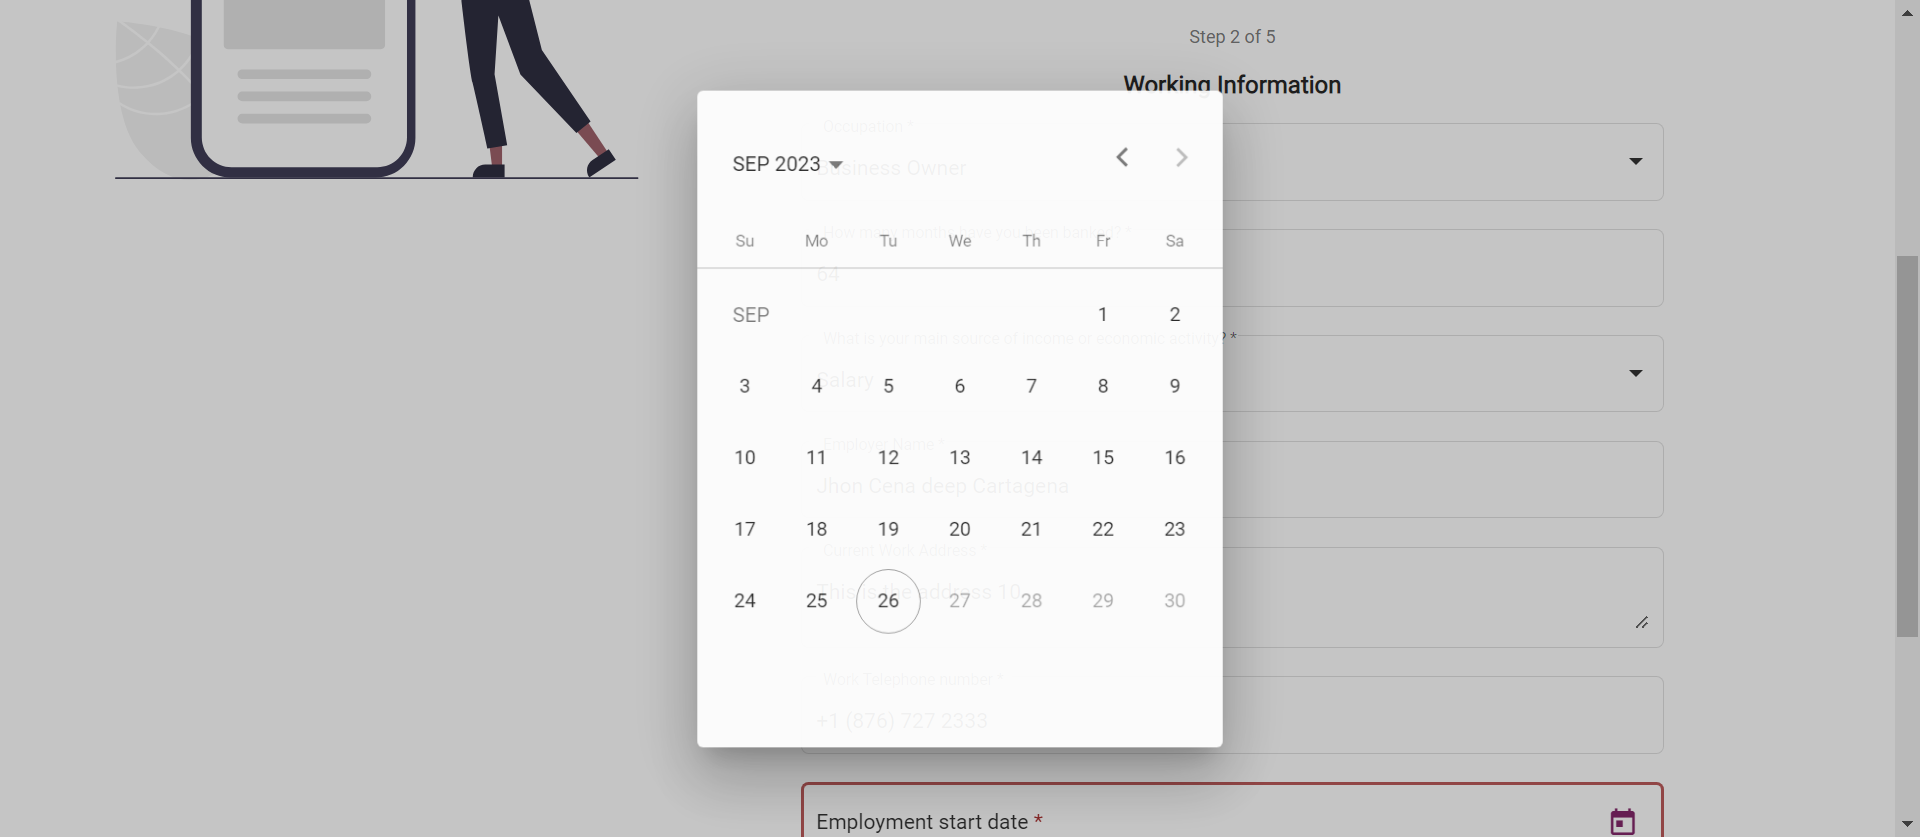 Step 2 of 5
Working Information
Occupation *
SEP 2023
Business Owner
How many months have you been banked? *
Su Mo Tu We Th Fr Sa
64
SEP 1 2
What is your main source of income or economic activity? *
Salary
3 4 5 6 7 8 9
Employer Name *
10 11 12 13 14 15 16
Jhon Cena deep Cartagena
17 18 19 20 21 22 23
Current Work Address *
This is the address 10
24 25 26 27 28 29 30
Work Telephone number *
+1 (876) 727 2333
Employment start date *